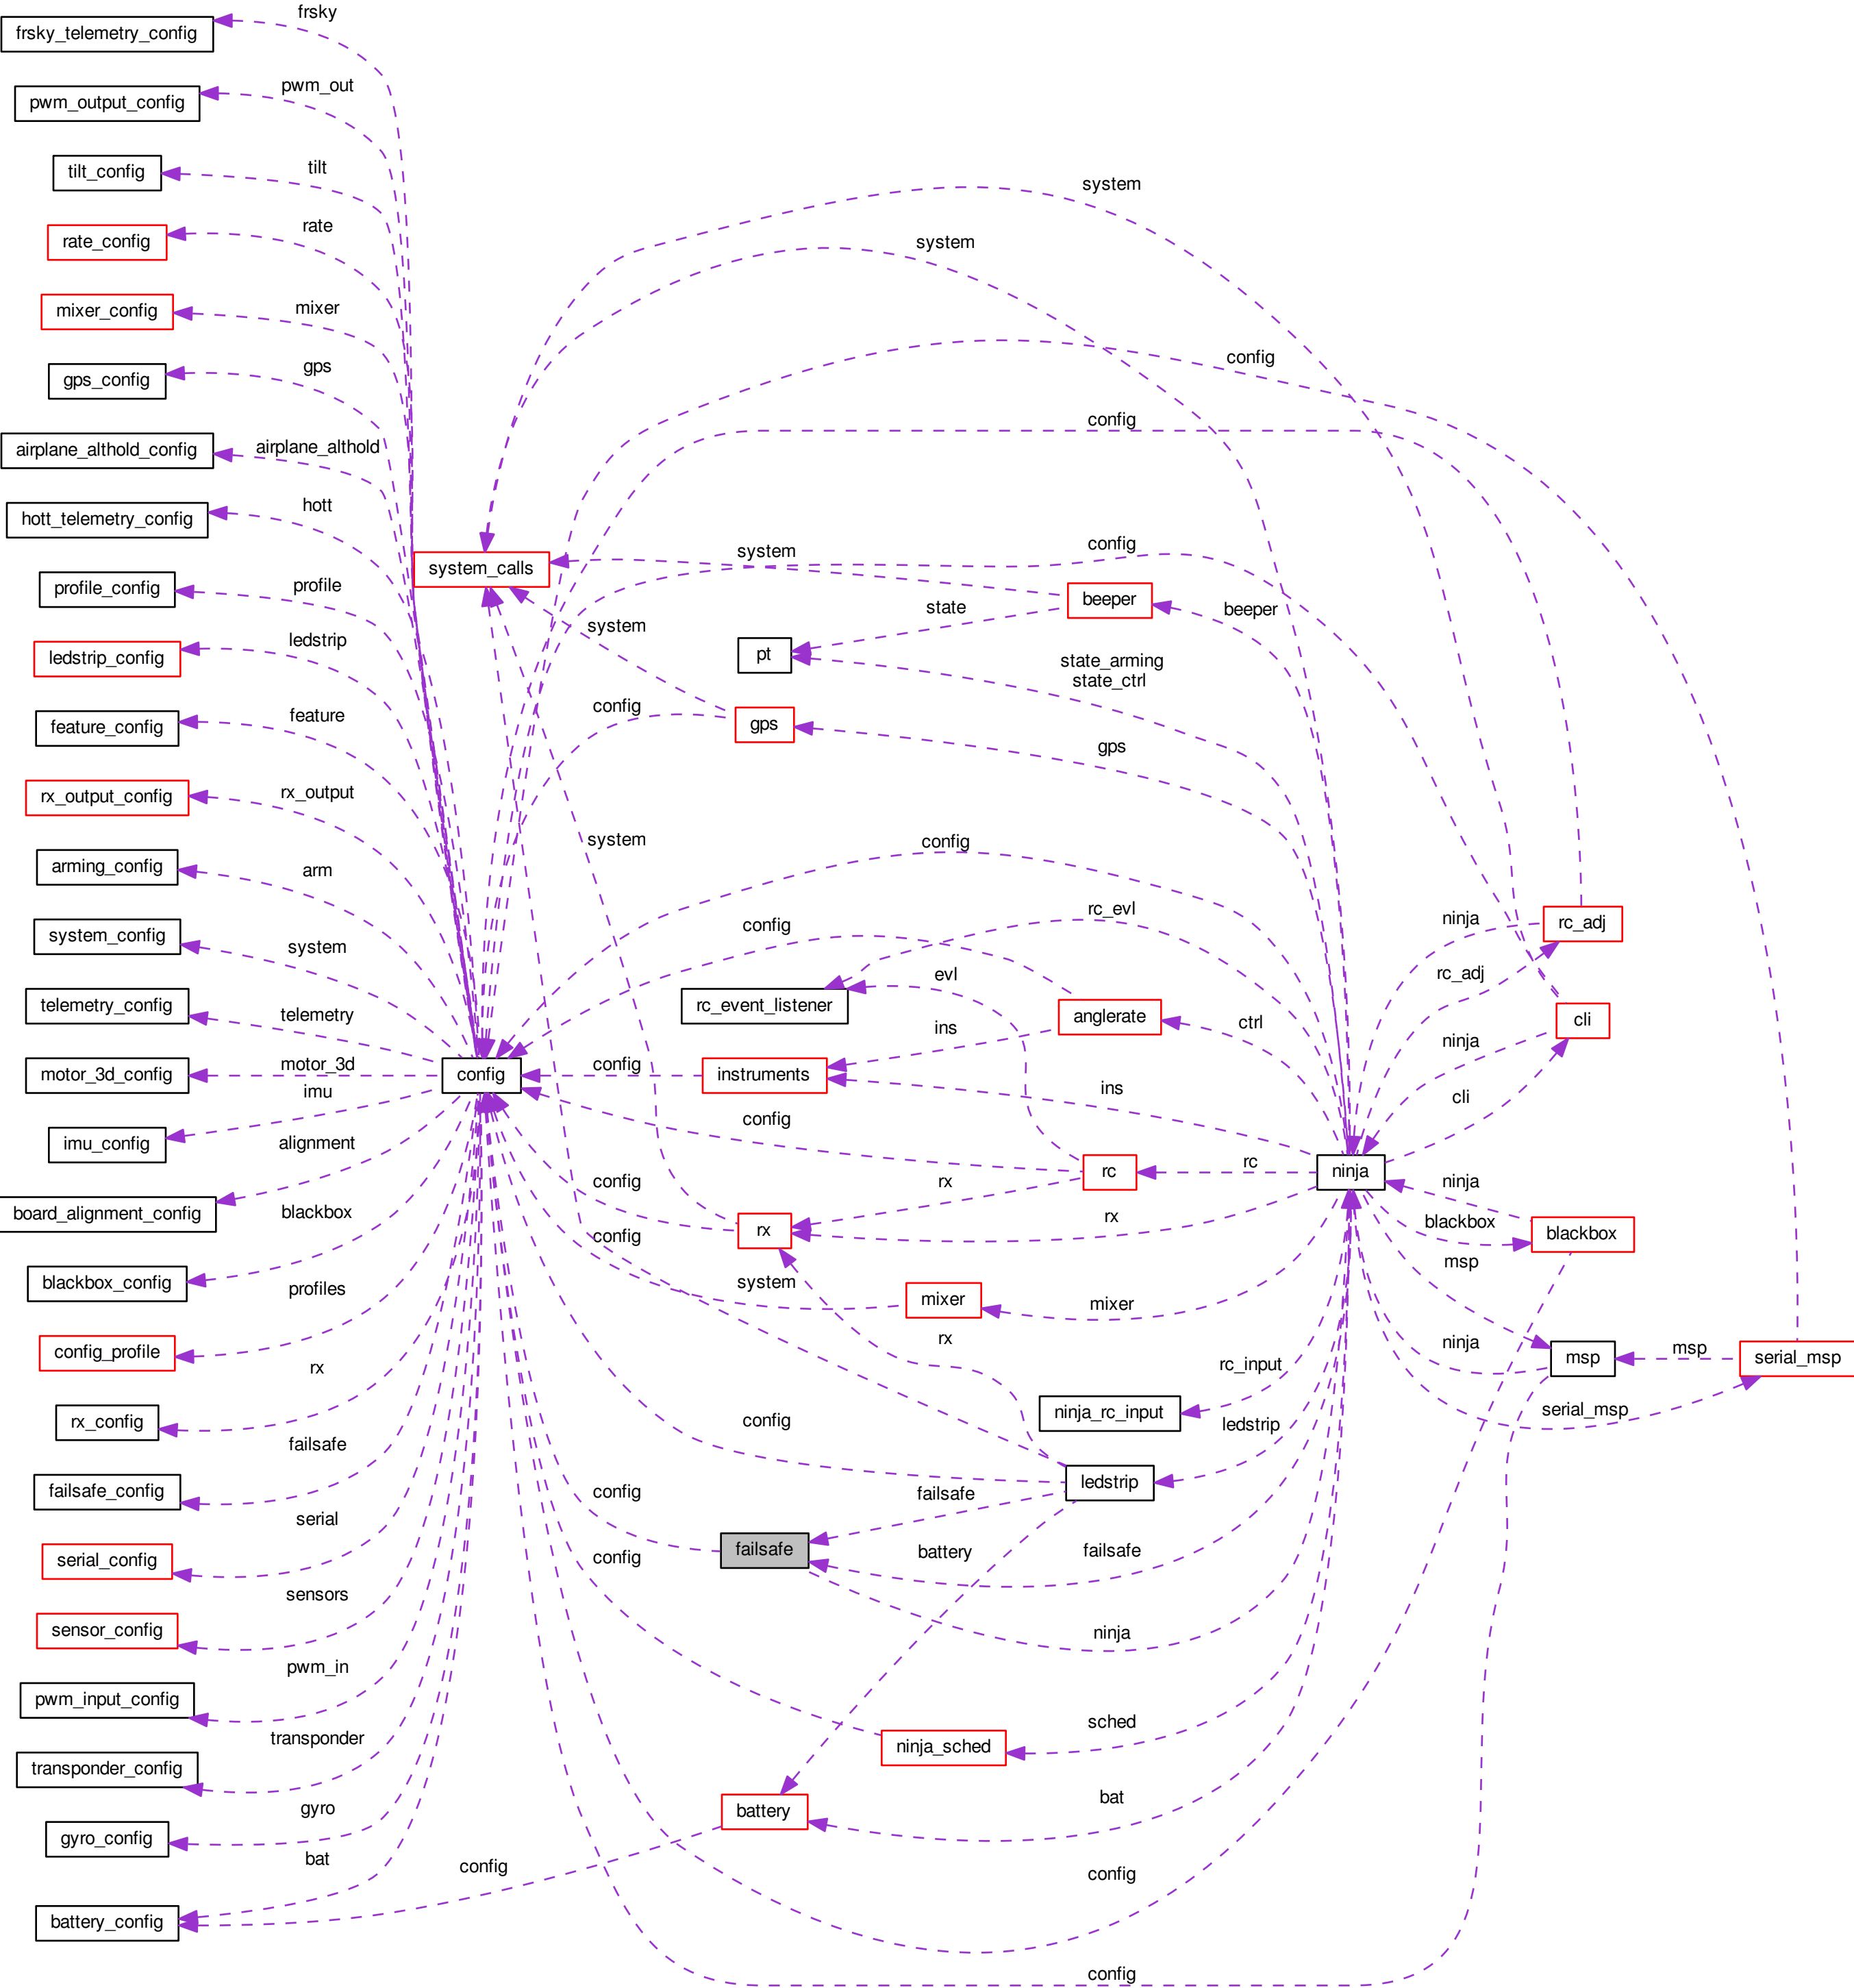 frsky_telemetry_config
pwm_output_config
tilt_config
rate_config
mixer_config
gps_config
airplane_althold_config
hott_telemetry_config
profile_config
ledstrip_config
feature_config
rx_output_config
arming_config
system_config
telemetry_config
motor_3d_config
imu_config
board_alignment_config
blackbox_config
config_profile
rx_config
failsafe_config
serial_config
sensor_config
pwm_input_config
transponder_config
gyro_config
battery_config
frsky
pwm_out
tilt
rate
mixer
gps
airplane_althold
hott
profile
ledstrip
feature
rx_output
arm
system
telemetry
motor_3d
imu
alignment
blackbox
profiles
rx
failsafe
serial
sensors
pwm_in
transponder
gyro
bat
system_calls
config
config
system
config
system
config
config
config
config
system
pt
gps
config
rc_event_listener
instruments
config
rx
system
config
failsafe
battery
state
system
config
rc_evl
evl
ins
rx
mixer
rx
failsafe
battery
ninja_sched
system
config
config
config
beeper
state_arming
state_ctrl
gps
anglerate
ins
rc
rx
mixer
ninja_rc_input
ledstrip
failsafe
ninja
sched
bat
config
config
config
beeper
ctrl
rc
rc_input
ledstrip
ninja
ninja
rc_adj
ninja
cli
ninja
blackbox
msp
ninja
serial_msp
rc_adj
cli
blackbox
msp
msp
serial_msp